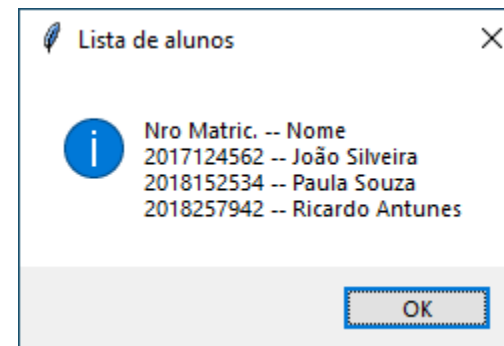 Lista de alunos
Nro Matric. -- Nome
2017124562 -- João Silveira
2018152534 -- Paula Souza
2018257942 -- Ricardo Antunes
OK